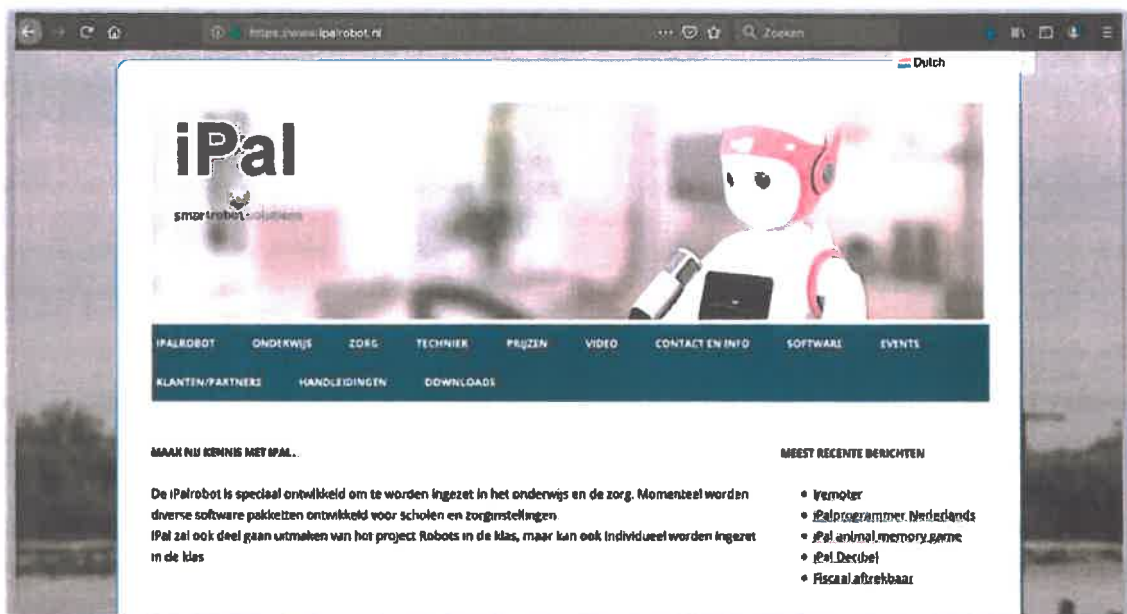 https://www.ipalrobot.nl
Zoeken
Dutch
iPal
smartrobot.solutions
IPALROBOT ONDERWIJS ZORG TECHNIEK PRIJZEN VIDEO CONTACT EN INFO SOFTWARE EVENTS
KLANTEN/PARTNERS HANDLEIDINGEN DOWNLOADS
MAAK NU KENNIS MET IPAL...
De iPalrobot is speciaal ontwikkeld om te worden ingezet in het onderwijs en de zorg. Momenteel worden
diverse software pakketten ontwikkeld voor scholen en zorginstellingen
iPal zal ook deel gaan uitmaken van het project Robots in de klas, maar kan ook individueel worden ingezet
in de klas
MEEST RECENTE BERICHTEN
Iremoter
iPalprogrammer Nederlands
iPal animal memory game
iPal Decibel
Fiscaal aftrekbaar